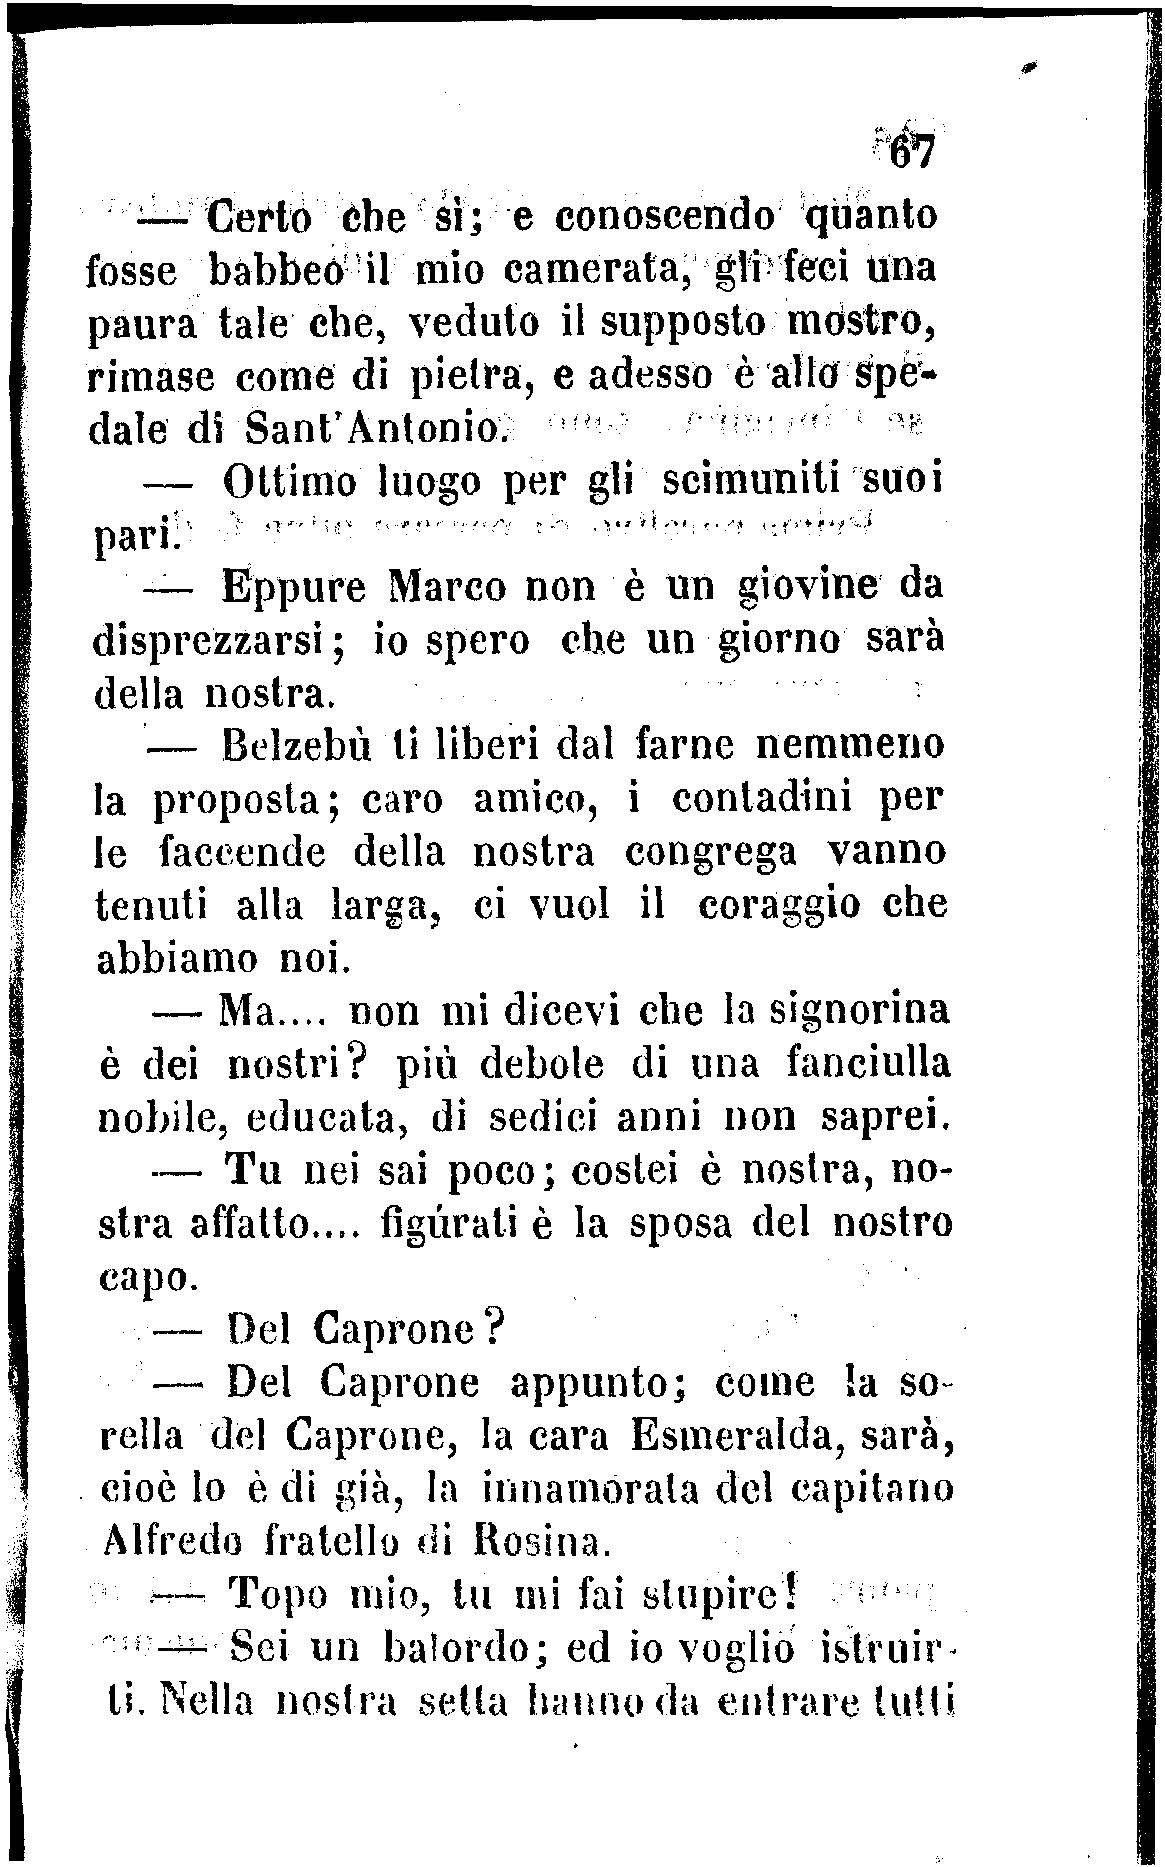 67
— Certo che sì; e conoscendo quanto
fosse babbeo il mio camerata, gli feci una
paura tale che, veduto il supposto mostro,
rimase come di pietra, e adesso è allo spe-
dale di Sant'Antonio.
— Ottimo luogo per gli scimuniti suoi
pari.
— Eppure Marco non è un giovine da
disprezzarsi; io spero che un giorno sarà
della nostra.
— Belzebù ti liberi dal farne nemmeno
la proposta; caro amico, i contadini per
le faccende della nostra congrega vanno
tenuti alla larga, ci vuol il coraggio che
abbiamo noi.
— Ma.... non mi dicevi che la signorina
è dei nostri? più debole di una fanciulla
nobile, educata, di sedici anni non saprei.
— Tu nei sai poco; costei è nostra, no-
stra affatto.... figúrati è la sposa del nostro
capo.
— Del Caprone?
— Del Caprone appunto; come la so-
rella del Caprone, la cara Esmeralda, sarà,
cioè lo è di già, la innamorata del capitano
Alfredo fratello di Rosina.
— Topo mio, tu mi fai stupire!
— Sei un balordo; ed io voglio istruir-
ti. Nella nostra setta hanno da entrare tutti